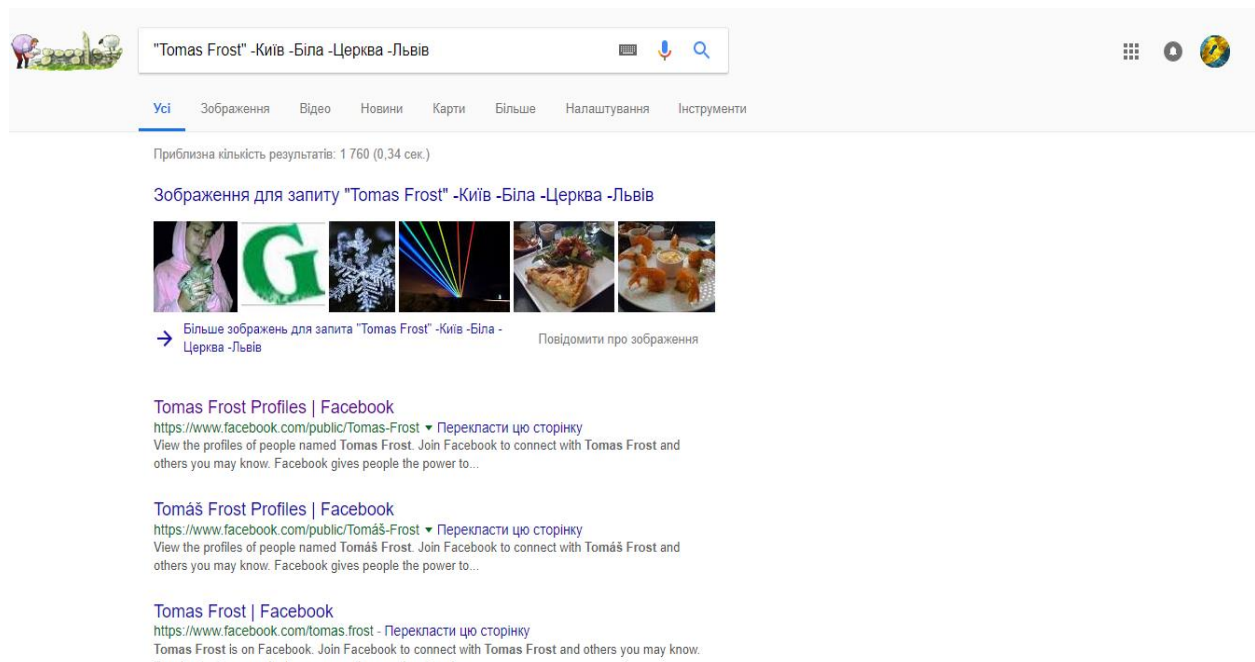 "Tomas Frost" -Київ -Біла -Церква -Львів
Усі Зображення Відео Новини Карти Більше Налаштування Інструменти
Приблизна кількість результатів: 1 760 (0,34 сек.)
Зображення для запиту "Tomas Frost" -Київ -Біла -Церква -Львів
G
Більше зображень для запита "Tomas Frost" -Київ -Біла -
Церква -Львів
Повідомити про зображення
Tomas Frost Profiles | Facebook
https://www.facebook.com/public/Tomas-Frost ▼ Перекласти цю сторінку
View the profiles of people named Tomas Frost. Join Facebook to connect with Tomas Frost and
others you may know. Facebook gives people the power to...
Tomáš Frost Profiles | Facebook
https://www.facebook.com/public/Tomáš-Frost ▼ Перекласти цю сторінку
View the profiles of people named Tomáš Frost. Join Facebook to connect with Tomáš Frost and
others you may know. Facebook gives people the power to...
Tomas Frost | Facebook
https://www.facebook.com/tomas.frost - Перекласти цю сторінку
Tomas Frost is on Facebook. Join Facebook to connect with Tomas Frost and others you may know.